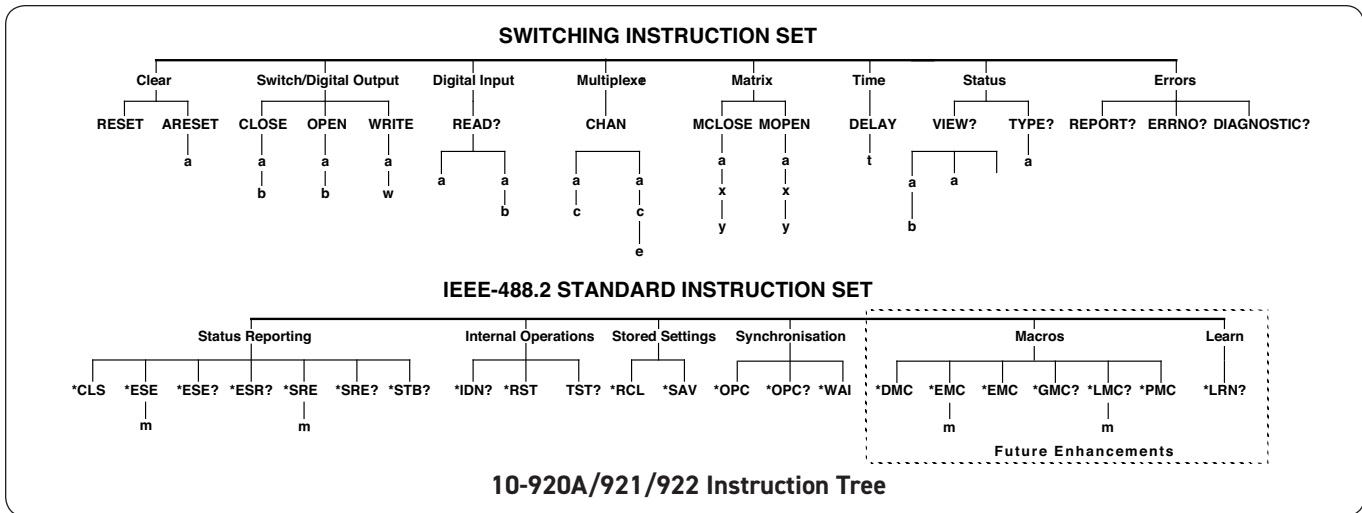 SWITCHING INSTRUCTION SET
Clear Switch/Digital Output Digital Input Multiplexer Matrix Time Status Errors
RESET ARESET CLOSE OPEN WRITE READ? CHAN MCLOSE MOPEN DELAY VIEW? TYPE? REPORT? ERRNO? DIAGNOSTIC?
a a a a a a t a
a a a a a a
b b w b c c x x
b
y y
e
IEEE-488.2 STANDARD INSTRUCTION SET
Status Reporting Internal Operations Stored Settings Synchronisation Macros Learn
*CLS *ESE *ESE? *ESR? *SRE *SRE? *STB? *IDN? *RST TST? *RCL *SAV *OPC *OPC? *WAI *DMC *EMC *EMC *GMC? *LMC? *PMC *LRN?
m m m m
Future Enhancements
10-920A/921/922 Instruction Tree